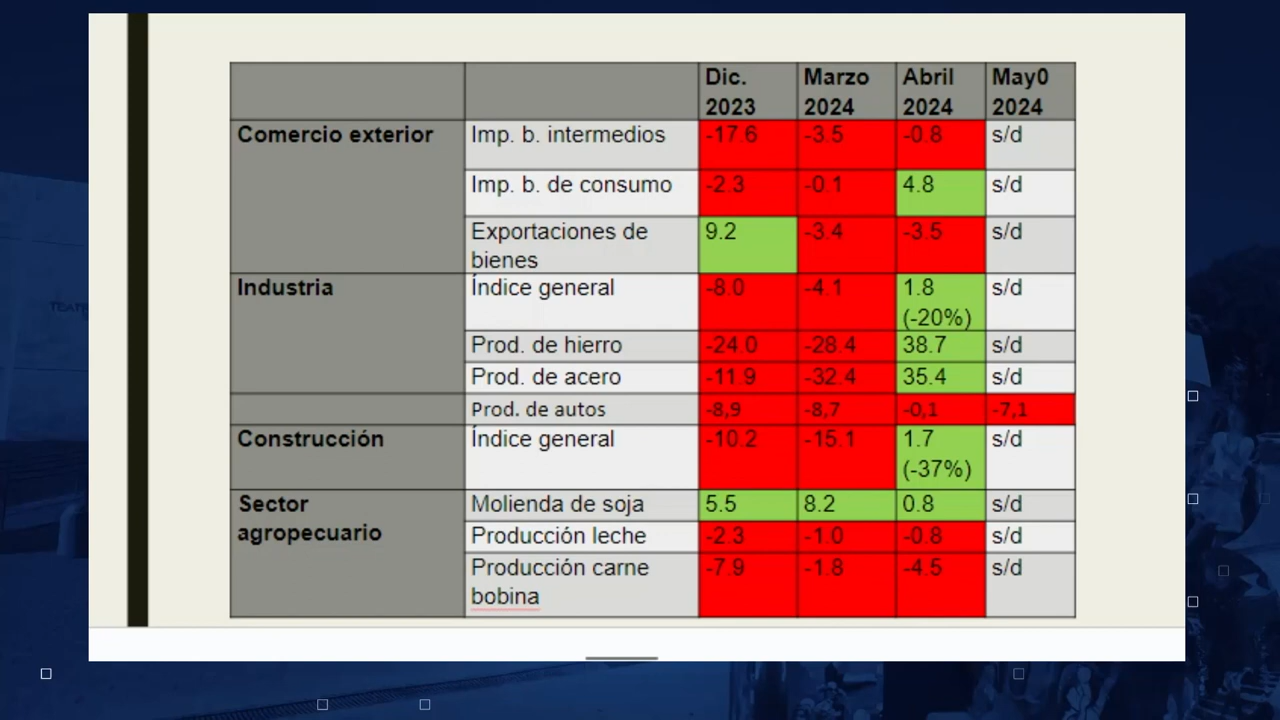 Dic. 2023 Marzo 2024 Abril 2024 May0 2024
Comercio exterior Imp. b. intermedios -17.6 -3.5 -0.8 s/d
Imp. b. de consumo -2.3 -0.1 4.8 s/d
Exportaciones de bienes 9.2 -3.4 -3.5 s/d
Industria Índice general -8.0 -4.1 1.8 (-20%) s/d
Prod. de hierro -24.0 -28.4 38.7 s/d
Prod. de acero -11.9 -32.4 35.4 s/d
Prod. de autos -8,9 -8,7 -0,1 -7,1
Construcción Índice general -10.2 -15.1 1.7 (-37%) s/d
Sector agropecuario Molienda de soja 5.5 8.2 0.8 s/d
Producción leche -2.3 -1.0 -0.8 s/d
Producción carne bobina -7.9 -1.8 -4.5 s/d